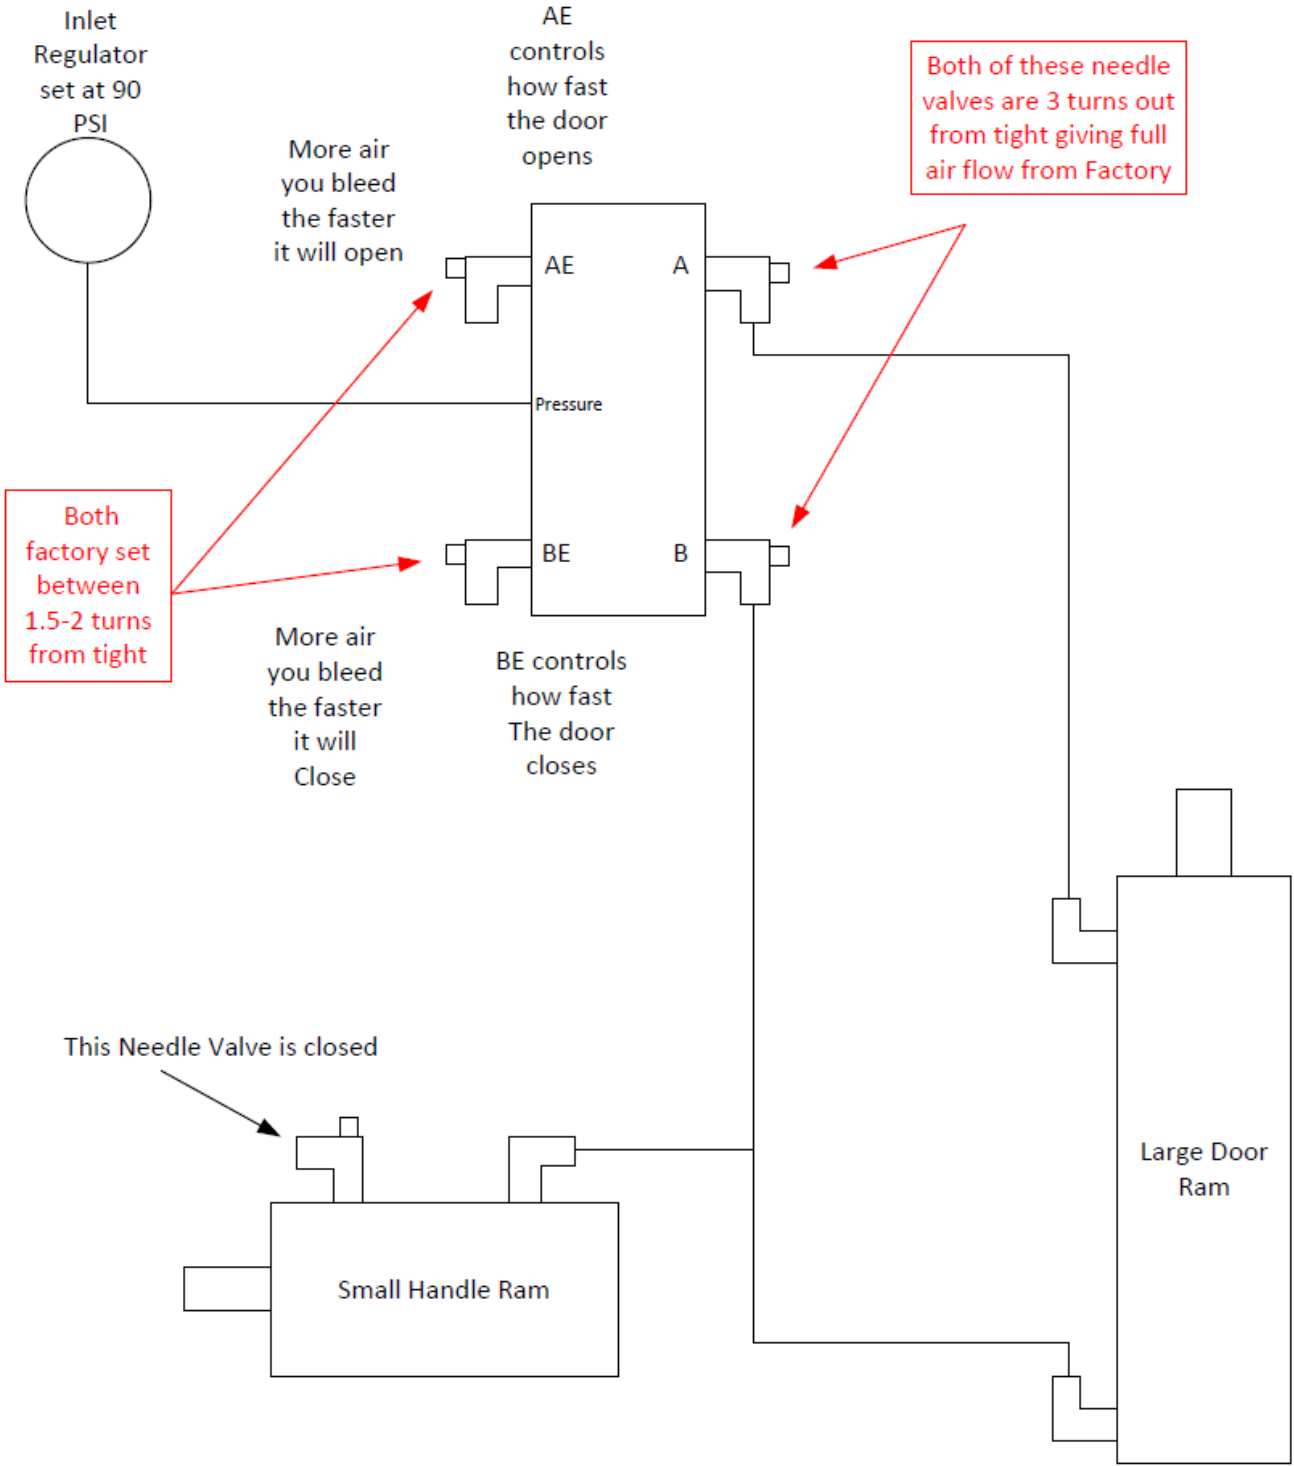 Inlet
Regulator
set at 90
PSI
AE
controls
how fast
the door
opens
Both of these needle
valves are 3 turns out
from tight giving full
air flow from Factory
More air
you bleed
the faster
it will open
AE
A
Pressure
Both
factory set
between
1.5-2 turns
from tight
BE
B
More air
you bleed
the faster
it will
Close
BE controls
how fast
The door
closes
This Needle Valve is closed
Large Door
Ram
Small Handle Ram